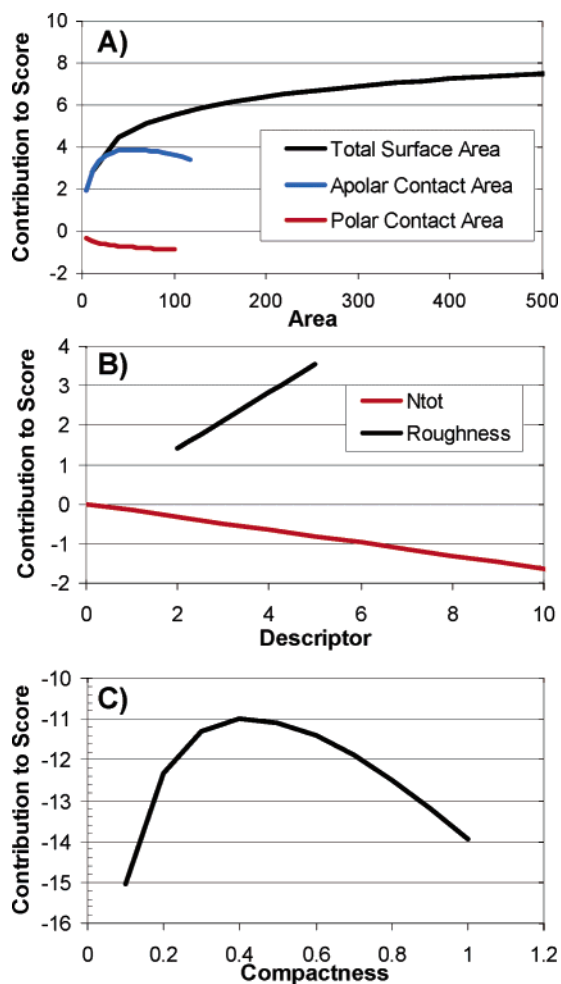 A)
Contribution to Score
10
8
6
4
2
0
-2
Total Surface Area
Apolar Contact Area
Polar Contact Area
0 100 200 300 400 500
Area
B)
Contribution to Score
4
3
2
1
0
-1
-2
Ntot
Roughness
0 2 4 6 8 10
Descriptor
C)
Contribution to Score
-10
-11
-12
-13
-14
-15
-16
0 0.2 0.4 0.6 0.8 1 1.2
Compactness